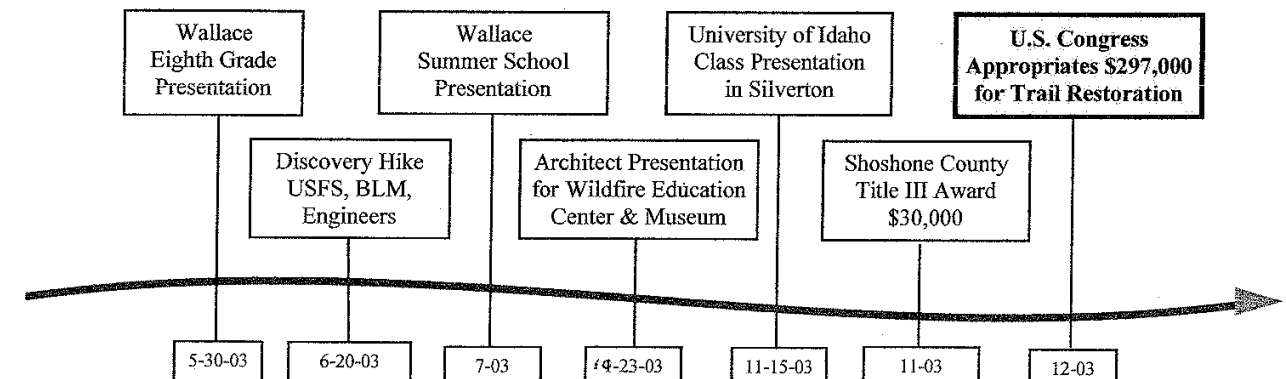 Wallace
Eighth Grade
Presentation
Wallace
Summer School
Presentation
University of Idaho
Class Presentation
in Silverton
U.S. Congress
Appropriates $297,000
for Trail Restoration
Discovery Hike
USFS, BLM,
Engineers
Architect Presentation
for Wildfire Education
Center & Museum
Shoshone County
Title III Award
$30,000
5-30-03
6-20-03
7-03
-23-03
11-15-03
11-03
12-03